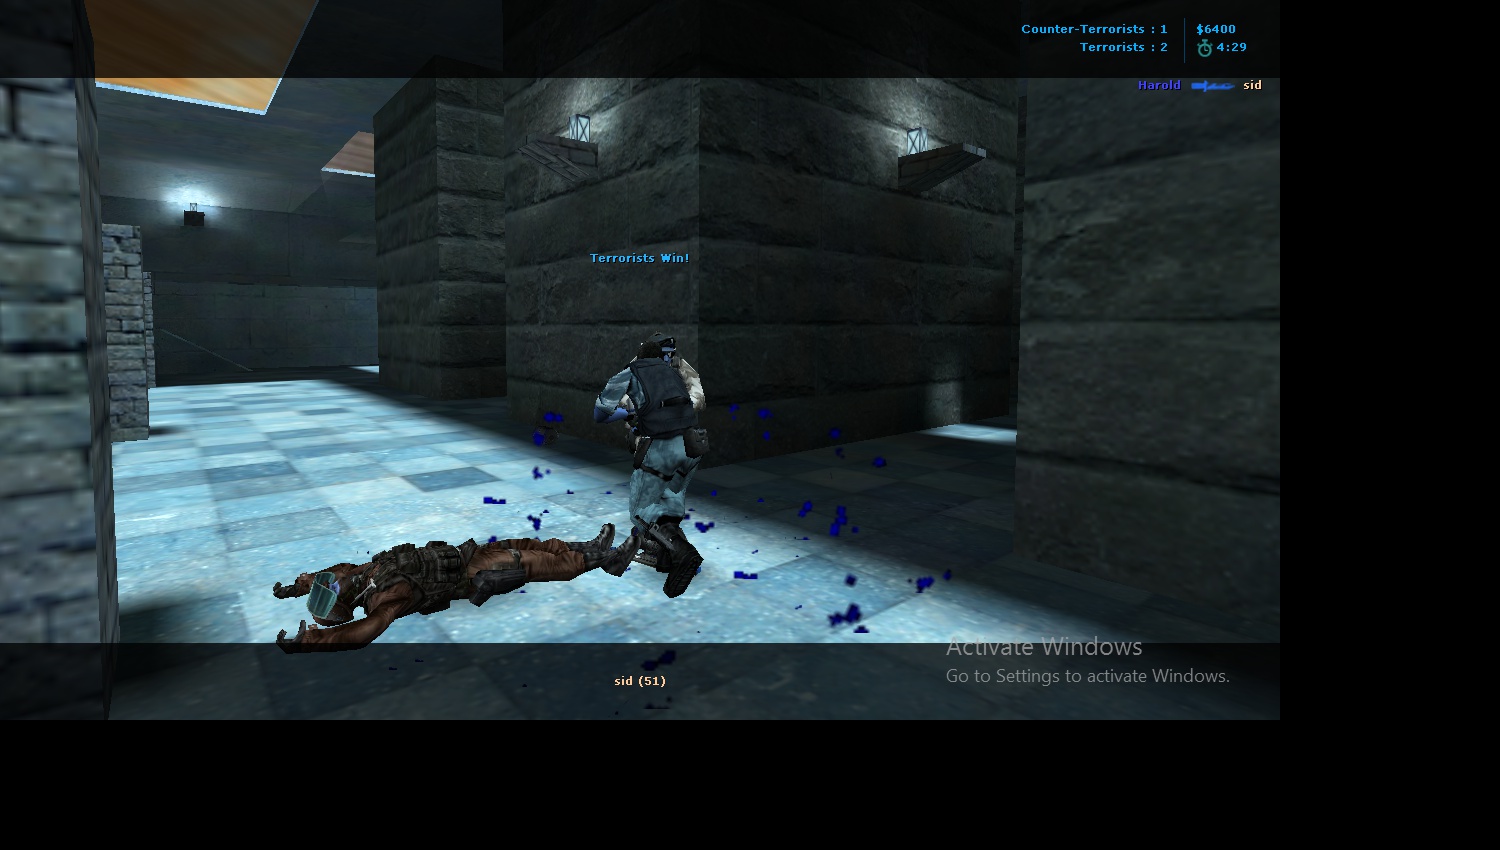 Counter-Terrorists : 1
$6400
Terrorists : 2
4:29
Harold sid
Terrorists Win!
Activate Windows
Go to Settings to activate Windows.
sid (51)